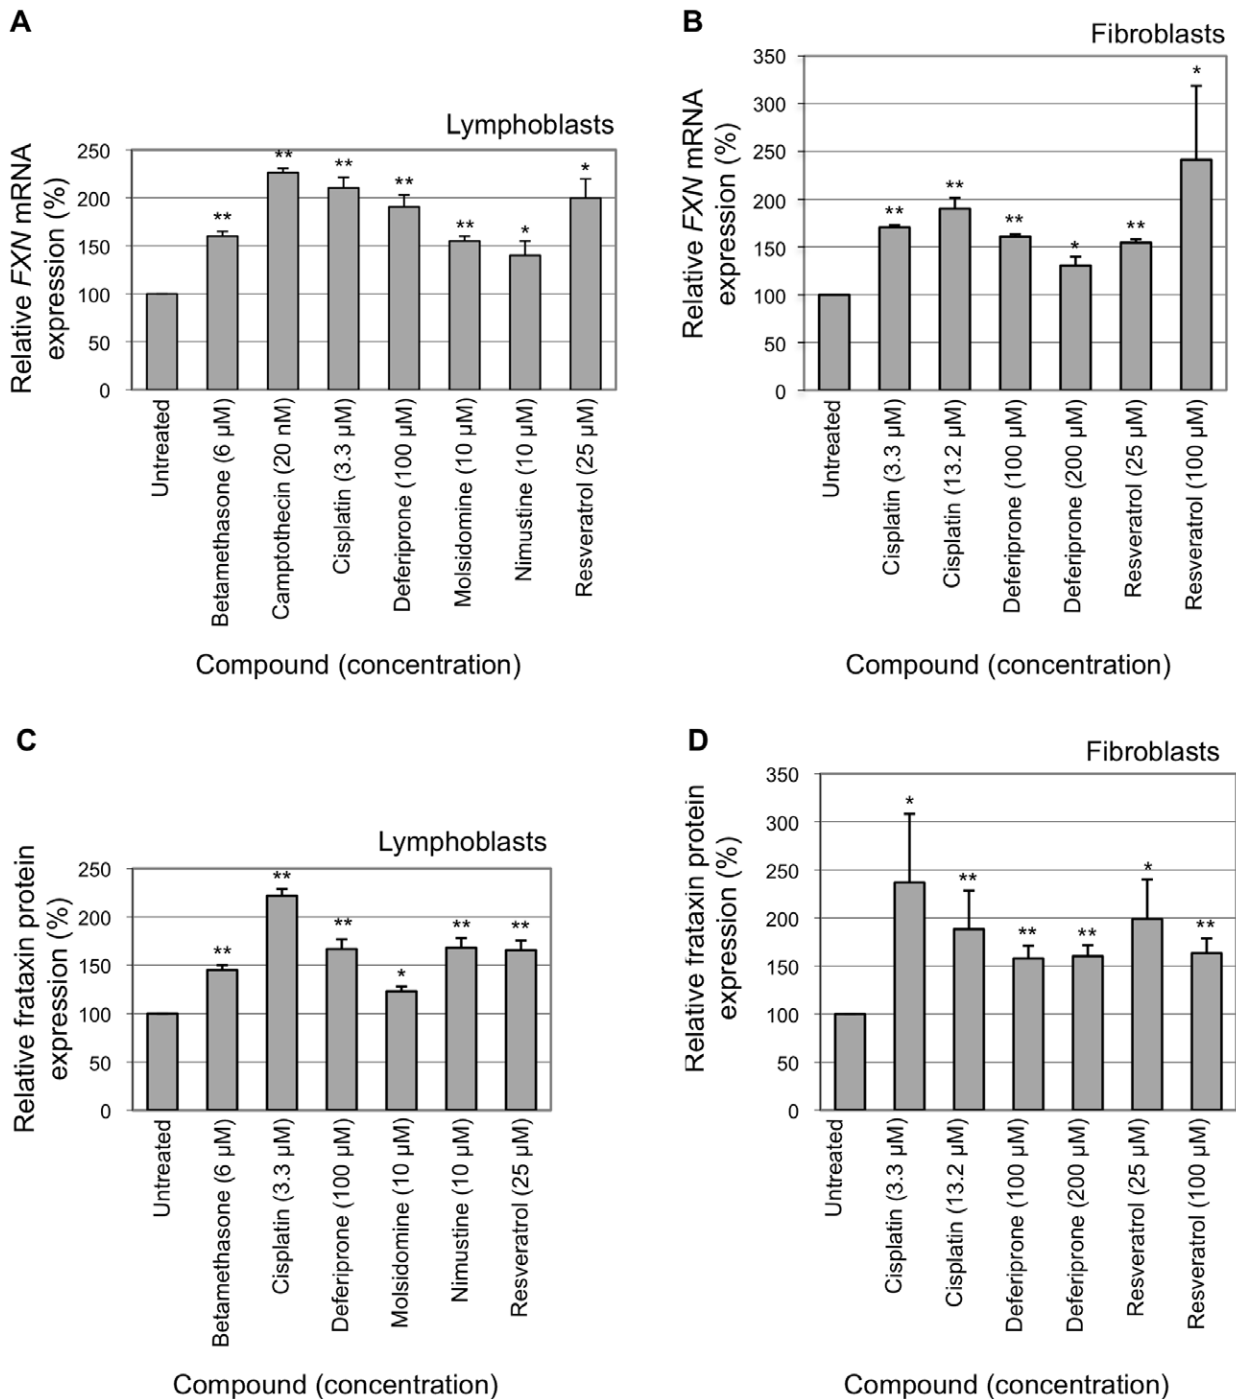 A
Lymphoblasts
Relative FXN mRNA
expression (%)
250
200
150
100
50
0
**
**
**
**
**
*
*
Untreated
Betamethasone (6 µM)
Camptothecin (20 nM)
Cisplatin (3.3 µM)
Deferiprone (100 µM)
Molsidomine (10 µM)
Nimustine (10 µM)
Resveratrol (25 µM)
Compound (concentration)
B
Fibroblasts
Relative FXN mRNA
expression (%)
350
300
250
200
150
100
50
0
**
**
**
*
**
*
Untreated
Cisplatin (3.3 µM)
Cisplatin (13.2 µM)
Deferiprone (100 µM)
Deferiprone (200 µM)
Resveratrol (25 µM)
Resveratrol (100 µM)
Compound (concentration)
C
Lymphoblasts
Relative frataxin protein
expression (%)
250
200
150
100
50
0
**
**
**
*
**
**
Untreated
Betamethasone (6 µM)
Cisplatin (3.3 µM)
Deferiprone (100 µM)
Molsidomine (10 µM)
Nimustine (10 µM)
Resveratrol (25 µM)
Compound (concentration)
D
Fibroblasts
Relative frataxin protein
expression (%)
350
300
250
200
150
100
50
0
*
**
**
**
*
**
Untreated
Cisplatin (3.3 µM)
Cisplatin (13.2 µM)
Deferiprone (100 µM)
Deferiprone (200 µM)
Resveratrol (25 µM)
Resveratrol (100 µM)
Compound (concentration)